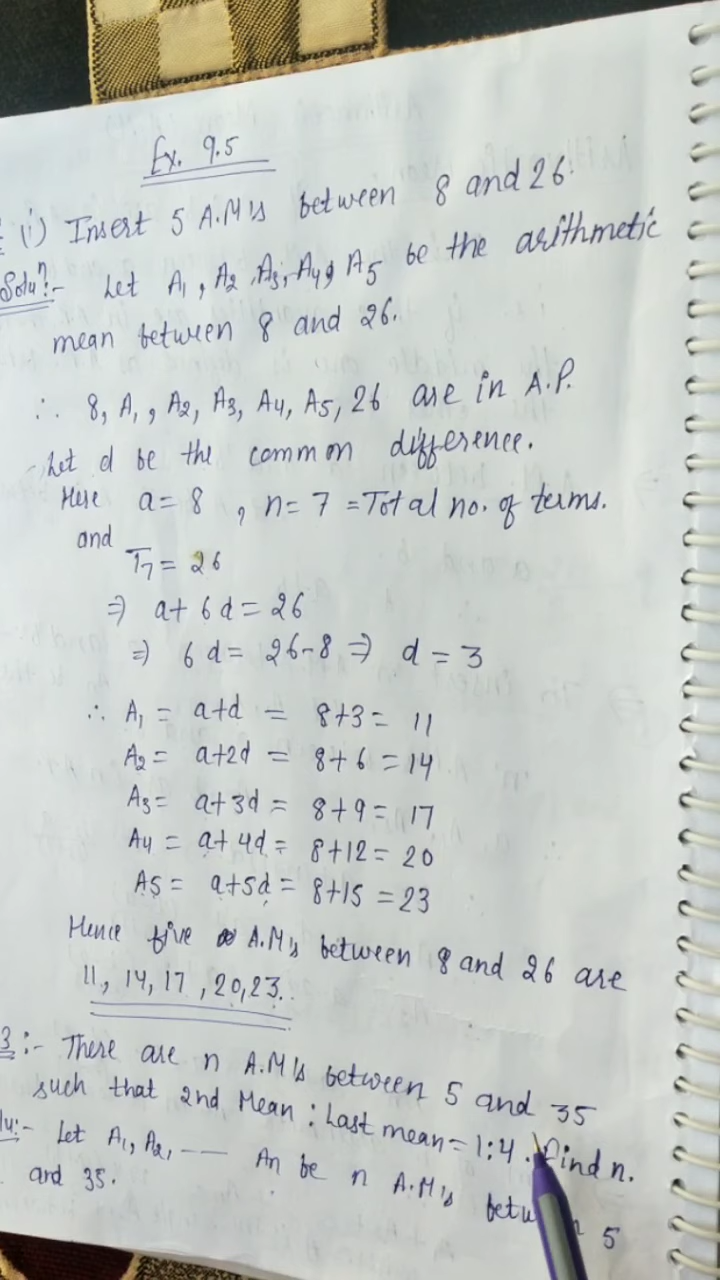 Ex. 9.5
(i) Insert 5 A.M's between 8 and 26.
Solun:- Let A1, A2, A3, A4, A5 be the arithmetic
mean between 8 and 26.
∴ 8, A1, A2, A3, A4, A5, 26 are in A.P.
Let d be the common difference.
Here a = 8, n = 7 = Total no. of terms.
and
T7 = 26
⇒ a + 6d = 26
⇒ 6d = 26-8 ⇒ d = 3
∴ A1 = a+d = 8+3 = 11
A2 = a+2d = 8+6 = 14
A3 = a+3d = 8+9 = 17
A4 = a+4d = 8+12 = 20
A5 = a+5d = 8+15 = 23
Hence five A.M's between 8 and 26 are
11, 14, 17, 20, 23.
3:- There are n A.M's between 5 and 35
such that 2nd Mean : Last mean = 1:4. Find n.
lu:- Let A1, A2, —— An be n A.M's between 5
and 35.